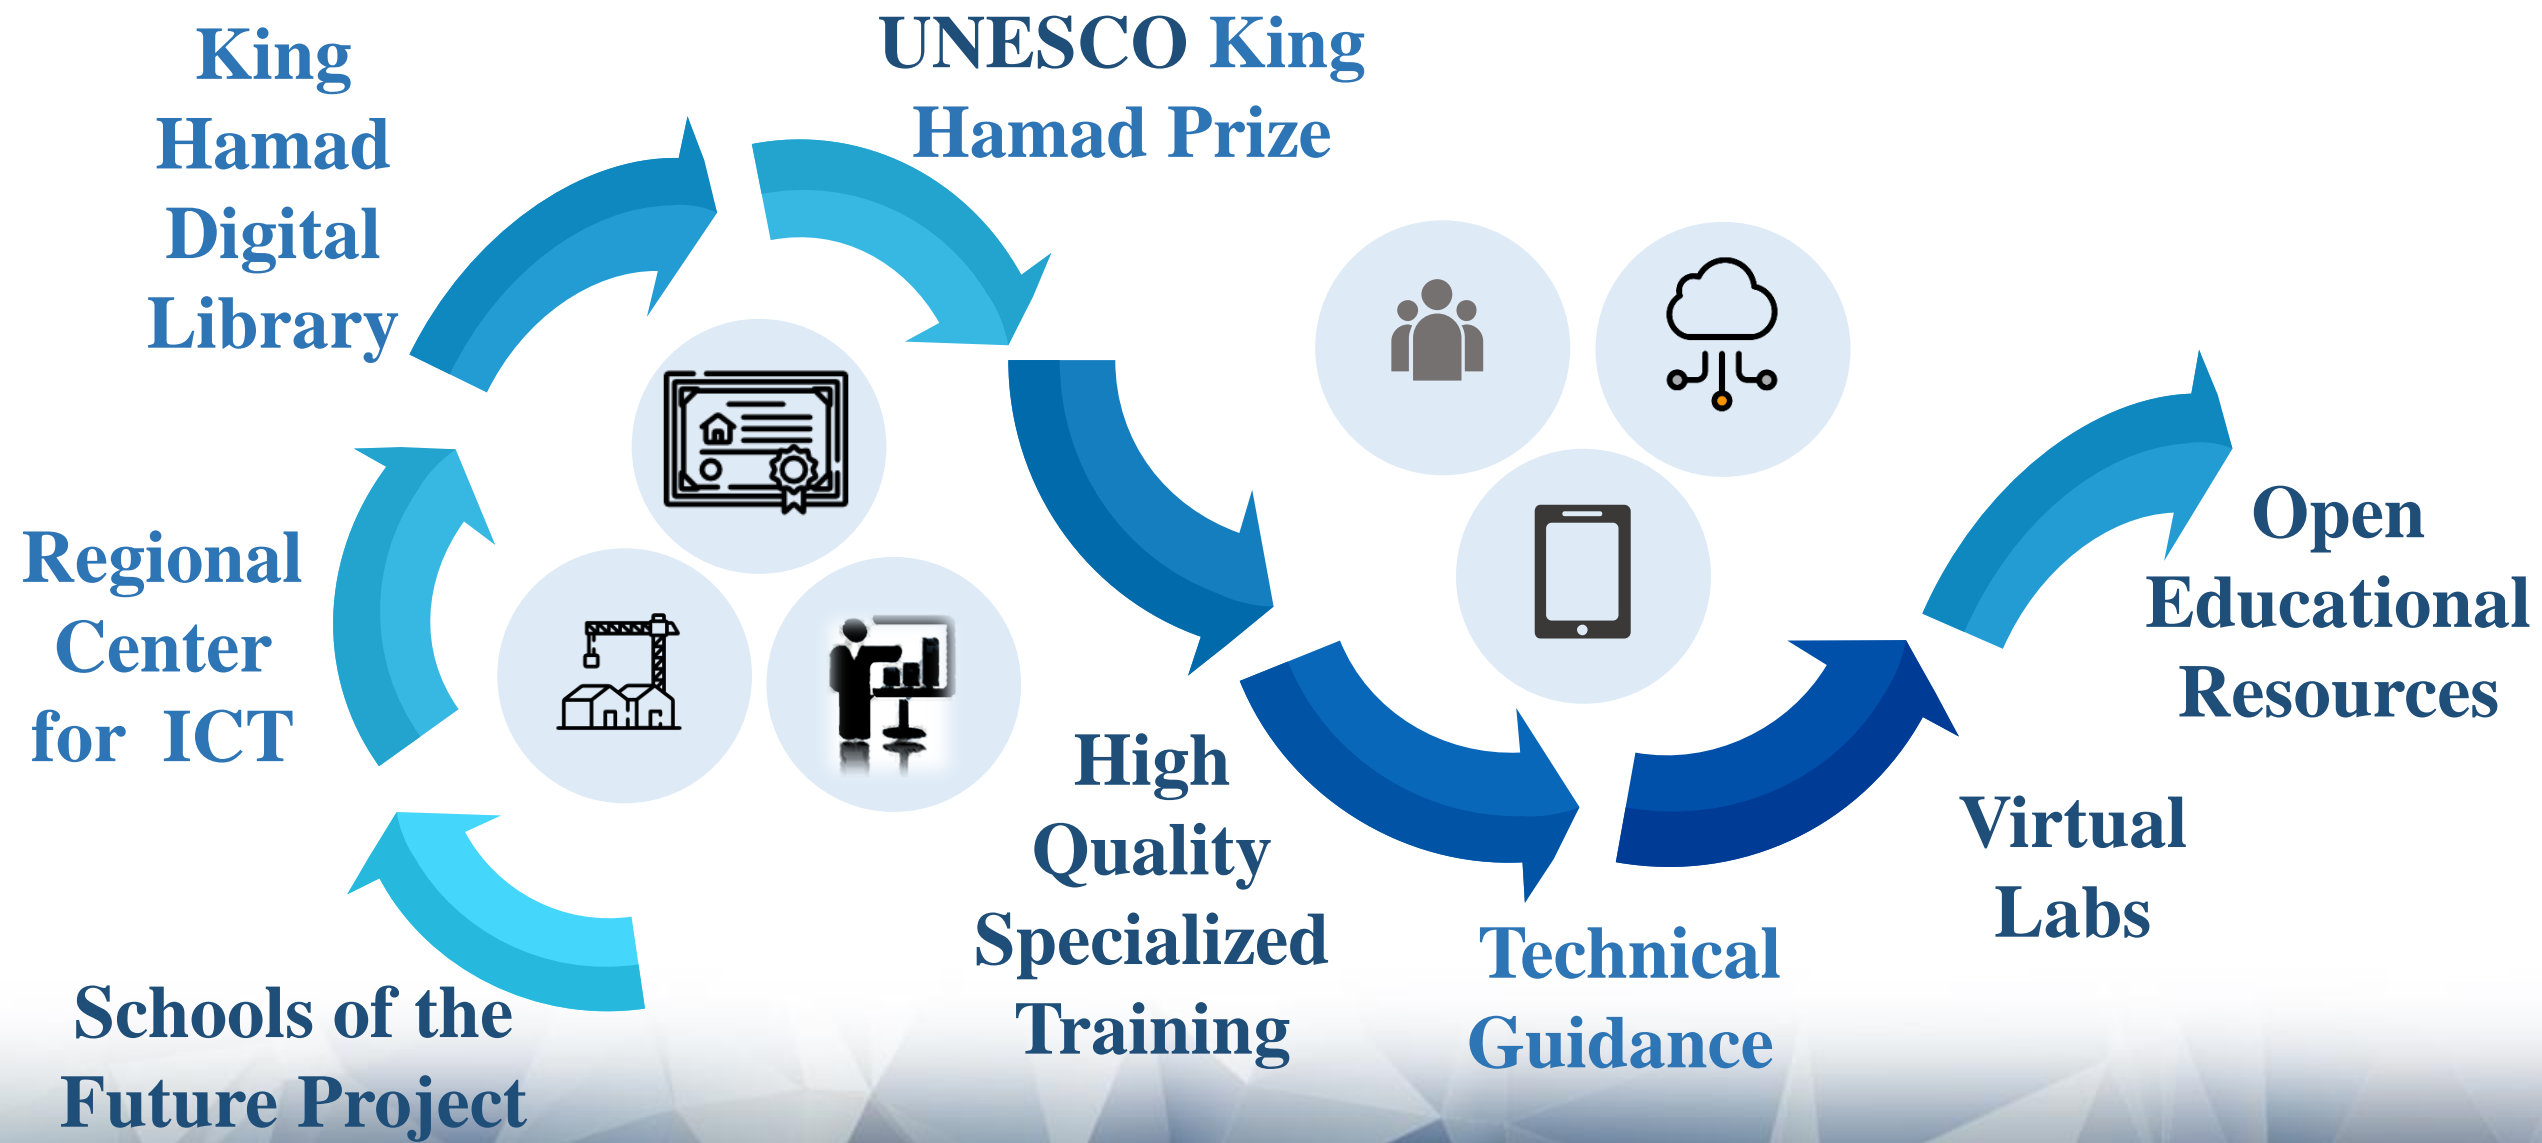 King
Hamad
Digital
Library
UNESCO King
Hamad Prize
Regional
Center
for ICT
Schools of the
Future Project
High
Quality
Specialized
Training
Technical
Guidance
Virtual
Labs
Open
Educational
Resources